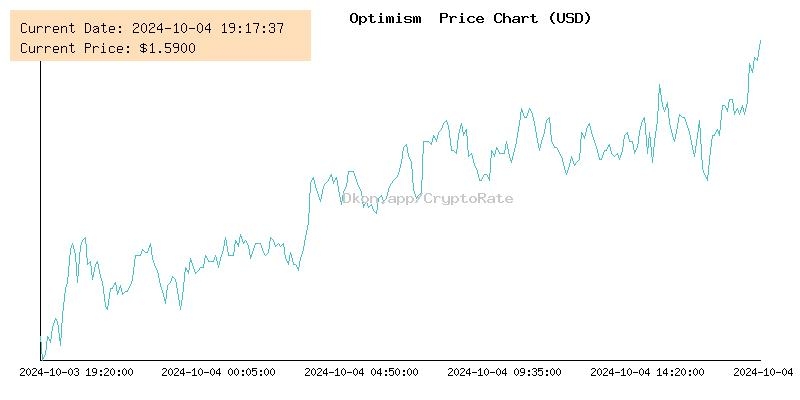 Optimism  Price Chart (USD)
Current Date: 2024-10-04 19:17:37
Current Price: $1.5900
Okon.app/CryptoRate
2024-10-03 19:20:00
2024-10-04 00:05:00
2024-10-04 04:50:00
2024-10-04 09:35:00
2024-10-04 14:20:00
2024-10-04